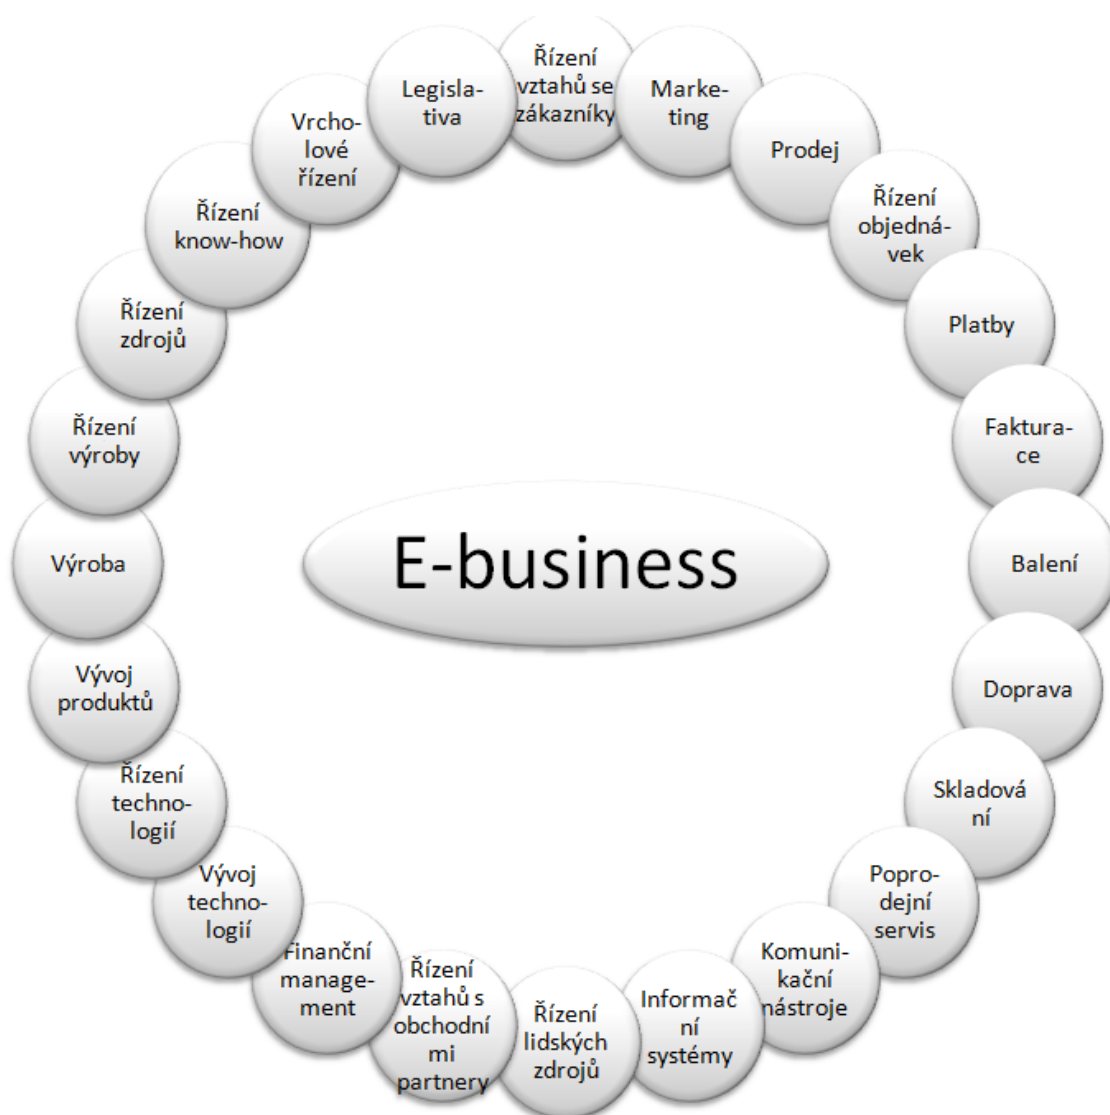 Řízení
vztahů se
zákazníky
Marke-
ting
Prodej
Řízení
objedná-
vek
Platby
Faktura-
ce
Balení
Doprava
Skladová
ní
Popro-
dejní
servis
Komuni-
kační
nástroje
Informač
ní
systémy
Řízení
lidských
zdrojů
Řízení
vztahů s
obchodní
mi
partnery
Finanční
manage-
ment
Vývoj
techno-
logií
Řízení
techno-
logií
Vývoj
produktů
Výroba
Řízení
výroby
Řízení
zdrojů
Řízení
know-how
Vrcho-
lové
řízení
Legisla-
tiva
E-business